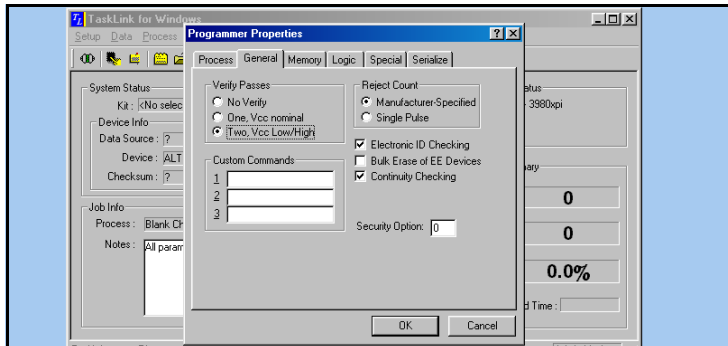 TaskLink for Windows
Setup Data Process
System Status
Kit: <No selec
Device Info
Data Source: ?
Device: ALT
Checksum: ?
Job Info
Process: Blank Ch
Notes: All param
Programmer Properties
Process General Memory Logic Special Serialize
Verify Passes
No Verify
One, Vcc nominal
Two, Vcc Low/High
Reject Count
Manufacturer-Specified
Single Pulse
Electronic ID Checking
Bulk Erase of EE Devices
Continuity Checking
Custom Commands
1
2
3
Security Option: 0
OK Cancel
atus
3980xpi
ary
0
0
0.0%
d Time: